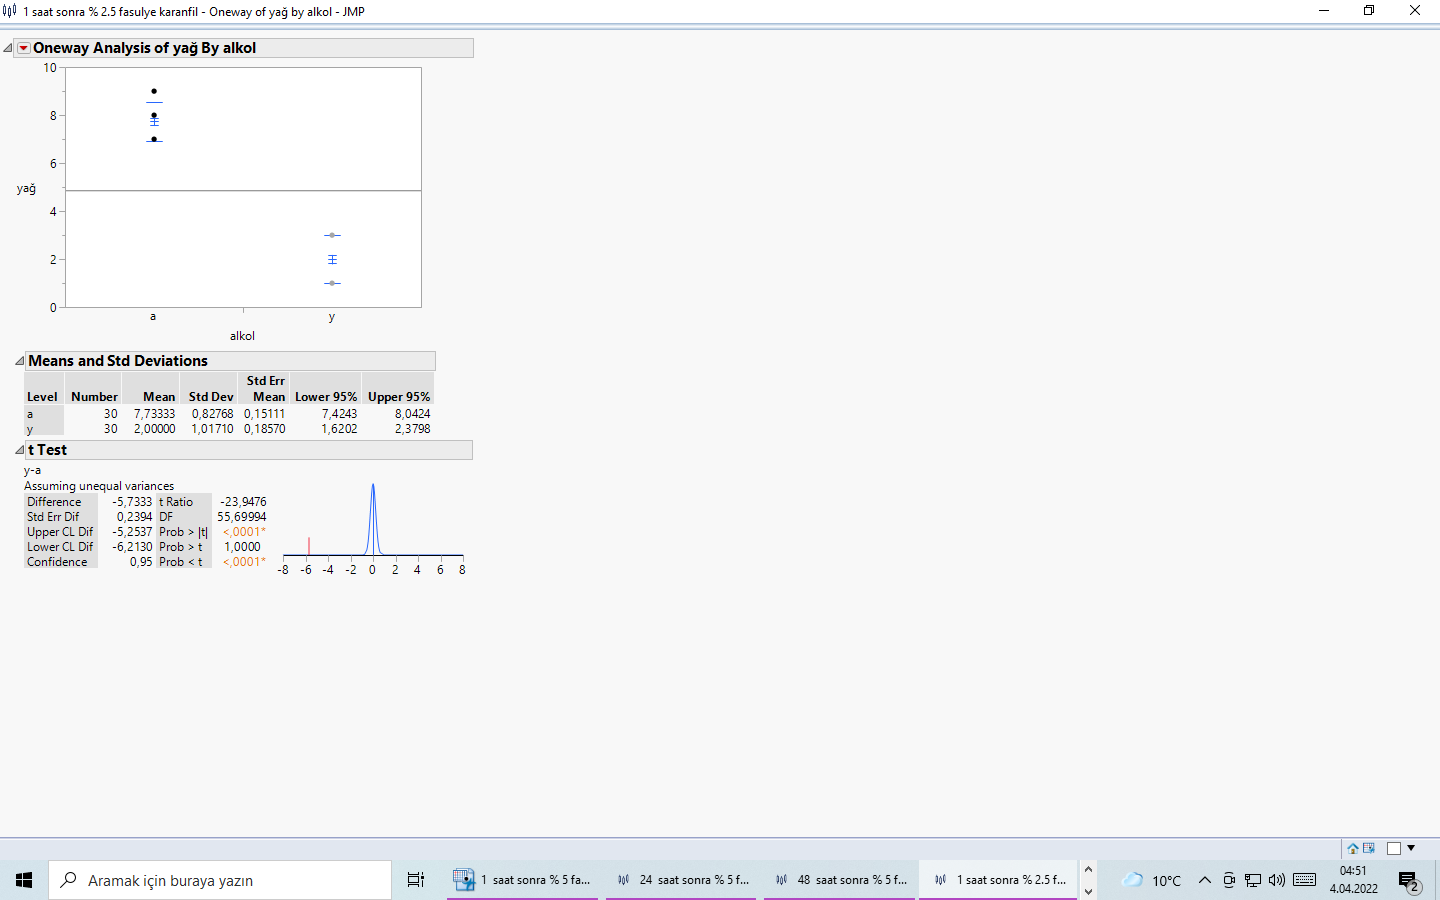 1 saat sonra % 2.5 fasulye karanfil - Oneway of yağ by alkol - JMP
Oneway Analysis of yağ By alkol
10
8
6
yağ
4
2
0
a y
alkol
Means and Std Deviations
Level Number Mean Std Dev Std Err Mean Lower 95% Upper 95%
a 30 7,73333 0,82768 0,15111 7,4243 8,0424
y 30 2,00000 1,01710 0,18570 1,6202 2,3798
t Test
y-a
Assuming unequal variances
Difference -5,7333 t Ratio -23,9476
Std Err Dif 0,2394 DF 55,69994
Upper CL Dif -5,2537 Prob > |t| <,0001*
Lower CL Dif -6,2130 Prob > t 1,0000
Confidence 0,95 Prob < t <,0001*
-8 -6 -4 -2 0 2 4 6 8
Aramak için buraya yazın
1 saat sonra % 5 fa...
24 saat sonra % 5 f...
48 saat sonra % 5 f...
1 saat sonra % 2.5 f...
10°C
04:51
4.04.2022
2